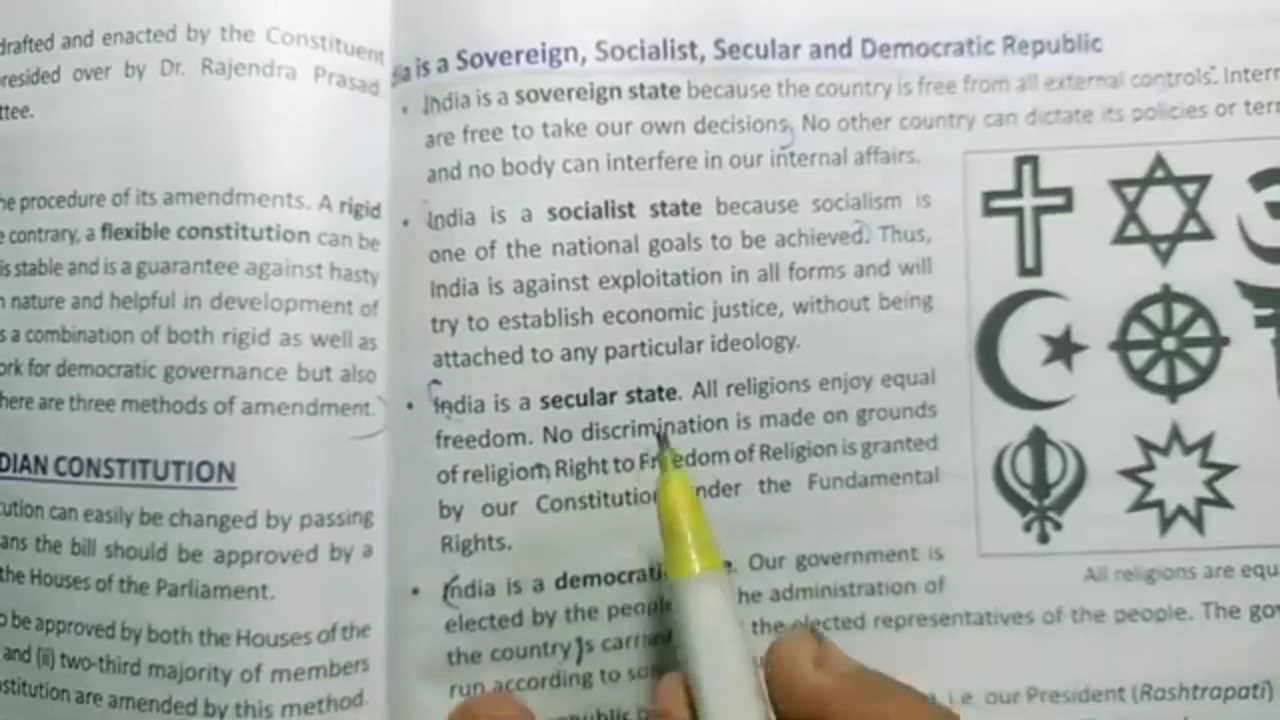 drafted and enacted by the Constituent
resided over by Dr. Rajendra Prasad
ttee.
he procedure of its amendments. A rigid
e contrary, a flexible constitution can be
is stable and is a guarantee against hasty
n nature and helpful in development of
s a combination of both rigid as well as
ork for democratic governance but also
here are three methods of amendment.
DIAN CONSTITUTION
tution can easily be changed by passing
ans the bill should be approved by a
the Houses of the Parliament.
o be approved by both the Houses of the
and (ii) two-third majority of members
stitution are amended by this method.
dia is a Sovereign, Socialist, Secular and Democratic Republic
• India is a sovereign state because the country is free from all external controls. Intern
are free to take our own decisions. No other country can dictate its policies or term
and no body can interfere in our internal affairs.
• India is a socialist state because socialism is
one of the national goals to be achieved. Thus,
India is against exploitation in all forms and will
try to establish economic justice, without being
attached to any particular ideology.
• India is a secular state. All religions enjoy equal
freedom. No discrimination is made on grounds
of religion. Right to Freedom of Religion is granted
by our Constitution under the Fundamental
Rights.
• India is a democrati e. Our government is
elected by the people he administration of
the country is carried the elected representatives of the people. The gov
run according to
All religions are equ
i.e. our President (Rashtrapati)